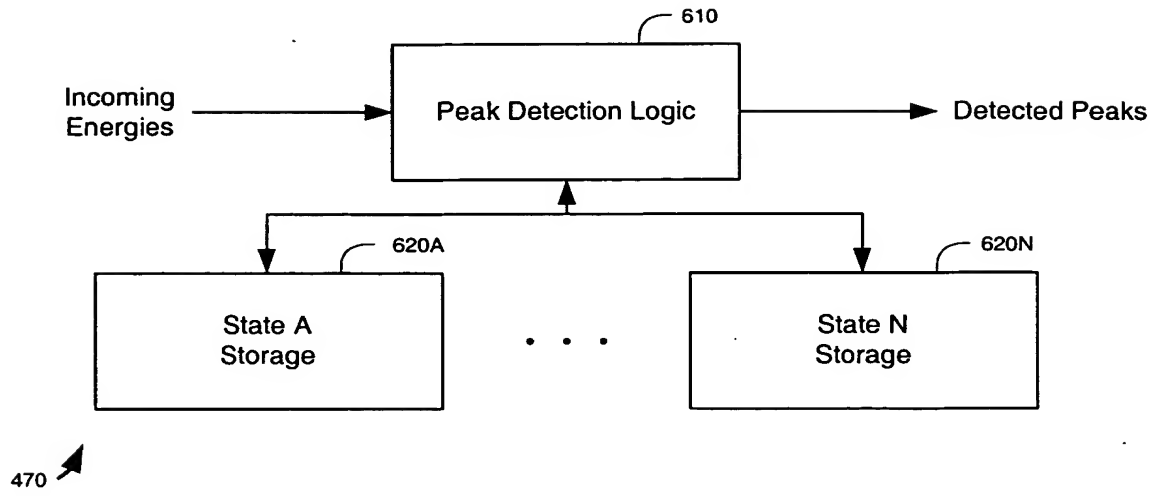 610
Incoming
Energies
Peak Detection Logic
Detected Peaks
620A
620N
State A
Storage
. . .
State N
Storage
470